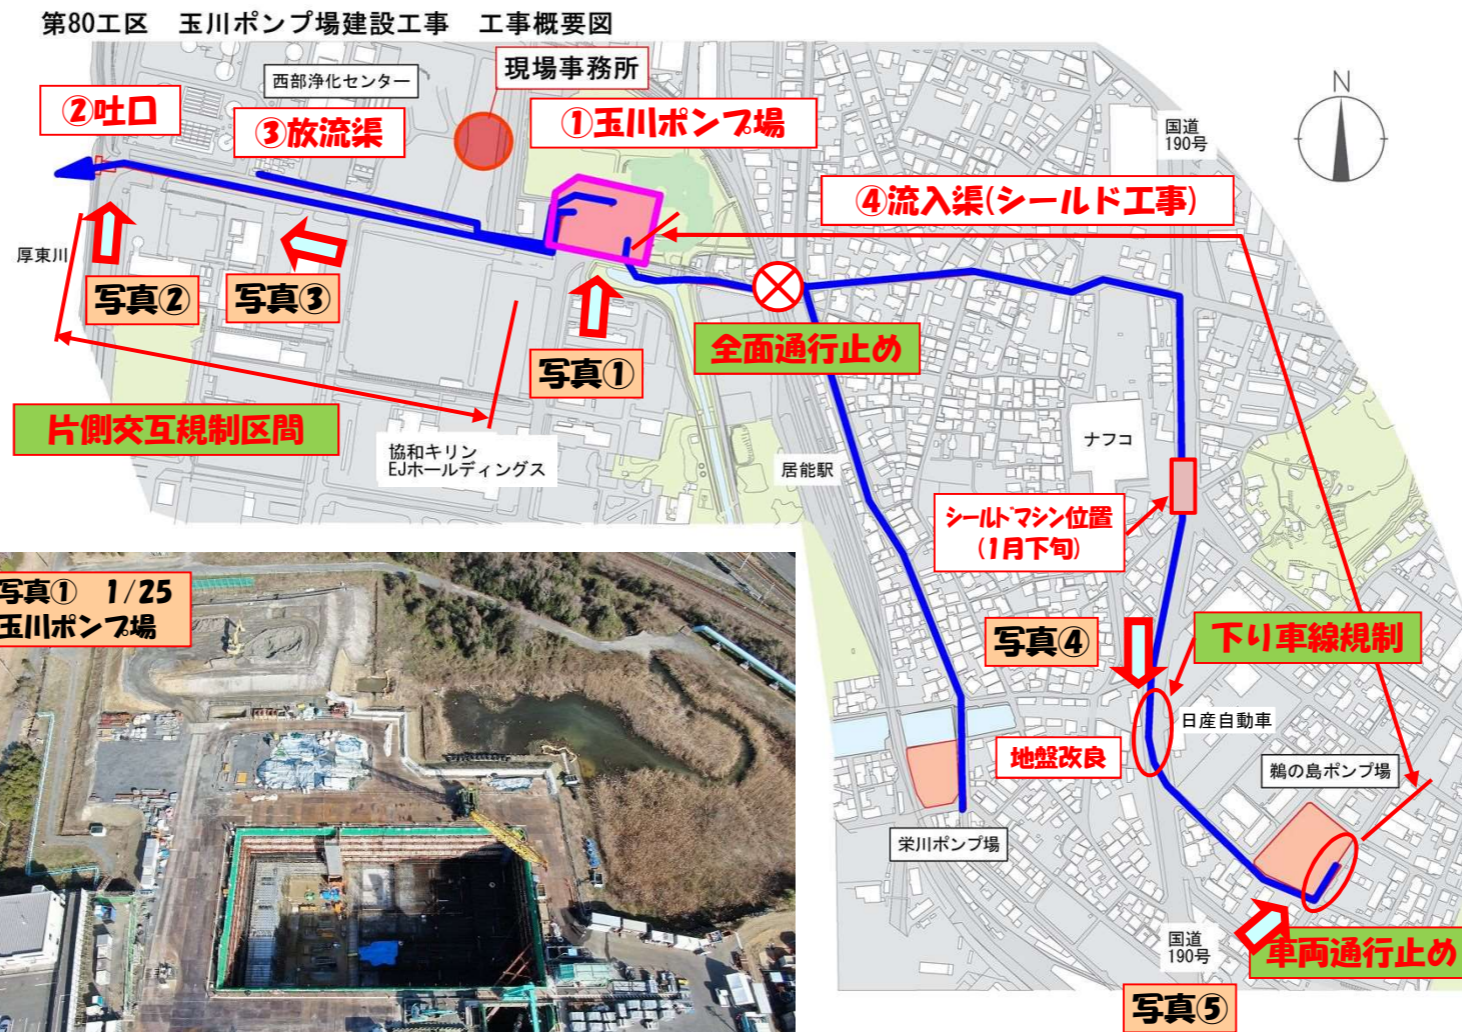 第80工区　玉川ポンプ場建設工事　工事概要図
西部浄化センター
現場事務所
②吐口
③放流渠
①玉川ポンプ場
国道
190号
N
④流入渠(シールド工事)
厚東川
写真②
写真③
写真①
全面通行止め
片側交互規制区間
協和キリン
EJホールディングス
居能駅
ナフコ
シールドマシン位置
(1月下旬)
写真①　1/25
玉川ポンプ場
写真④
下り車線規制
日産自動車
地盤改良
鵜の島ポンプ場
栄川ポンプ場
国道
190号
車両通行止め
写真⑤